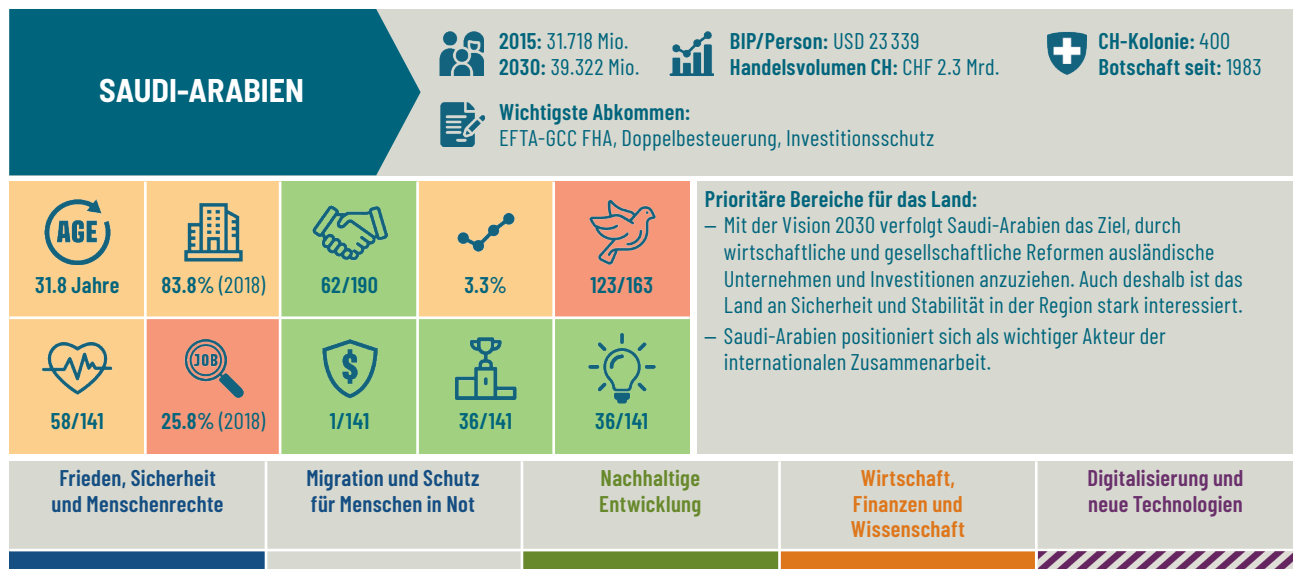 SAUDI-ARABIEN
2015: 31.718 Mio.
2030: 39.322 Mio.
BIP/Person: USD 23 339
Handelsvolumen CH: CHF 2.3 Mrd.
CH-Kolonie: 400
Botschaft seit: 1983
Wichtigste Abkommen:
EFTA-GCC FHA, Doppelbesteuerung, Investitionsschutz
AGE
31.8 Jahre
83.8% (2018)
62/190
3.3%
123/163
58/141
JOB
25.8% (2018)
$
1/141
36/141
36/141
Prioritäre Bereiche für das Land:
– Mit der Vision 2030 verfolgt Saudi-Arabien das Ziel, durch
wirtschaftliche und gesellschaftliche Reformen ausländische
Unternehmen und Investitionen anzuziehen. Auch deshalb ist das
Land an Sicherheit und Stabilität in der Region stark interessiert.
– Saudi-Arabien positioniert sich als wichtiger Akteur der
internationalen Zusammenarbeit.
Frieden, Sicherheit
und Menschenrechte
Migration und Schutz
für Menschen in Not
Nachhaltige
Entwicklung
Wirtschaft,
Finanzen und
Wissenschaft
Digitalisierung und
neue Technologien